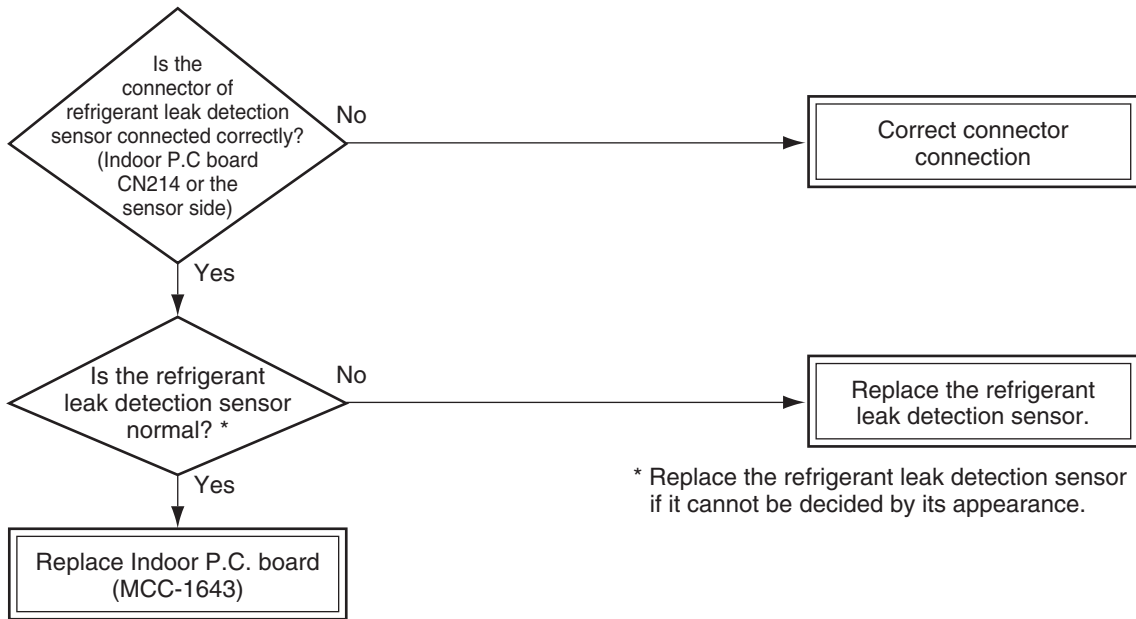 Is the
connector of
refrigerant leak detection
sensor connected correctly?
(Indoor P.C board
CN214 or the
sensor side)
No
Correct connector
connection
Yes
Is the refrigerant
leak detection sensor
normal? *
No
Replace the refrigerant
leak detection sensor.
* Replace the refrigerant leak detection sensor
if it cannot be decided by its appearance.
Yes
Replace Indoor P.C. board
(MCC-1643)